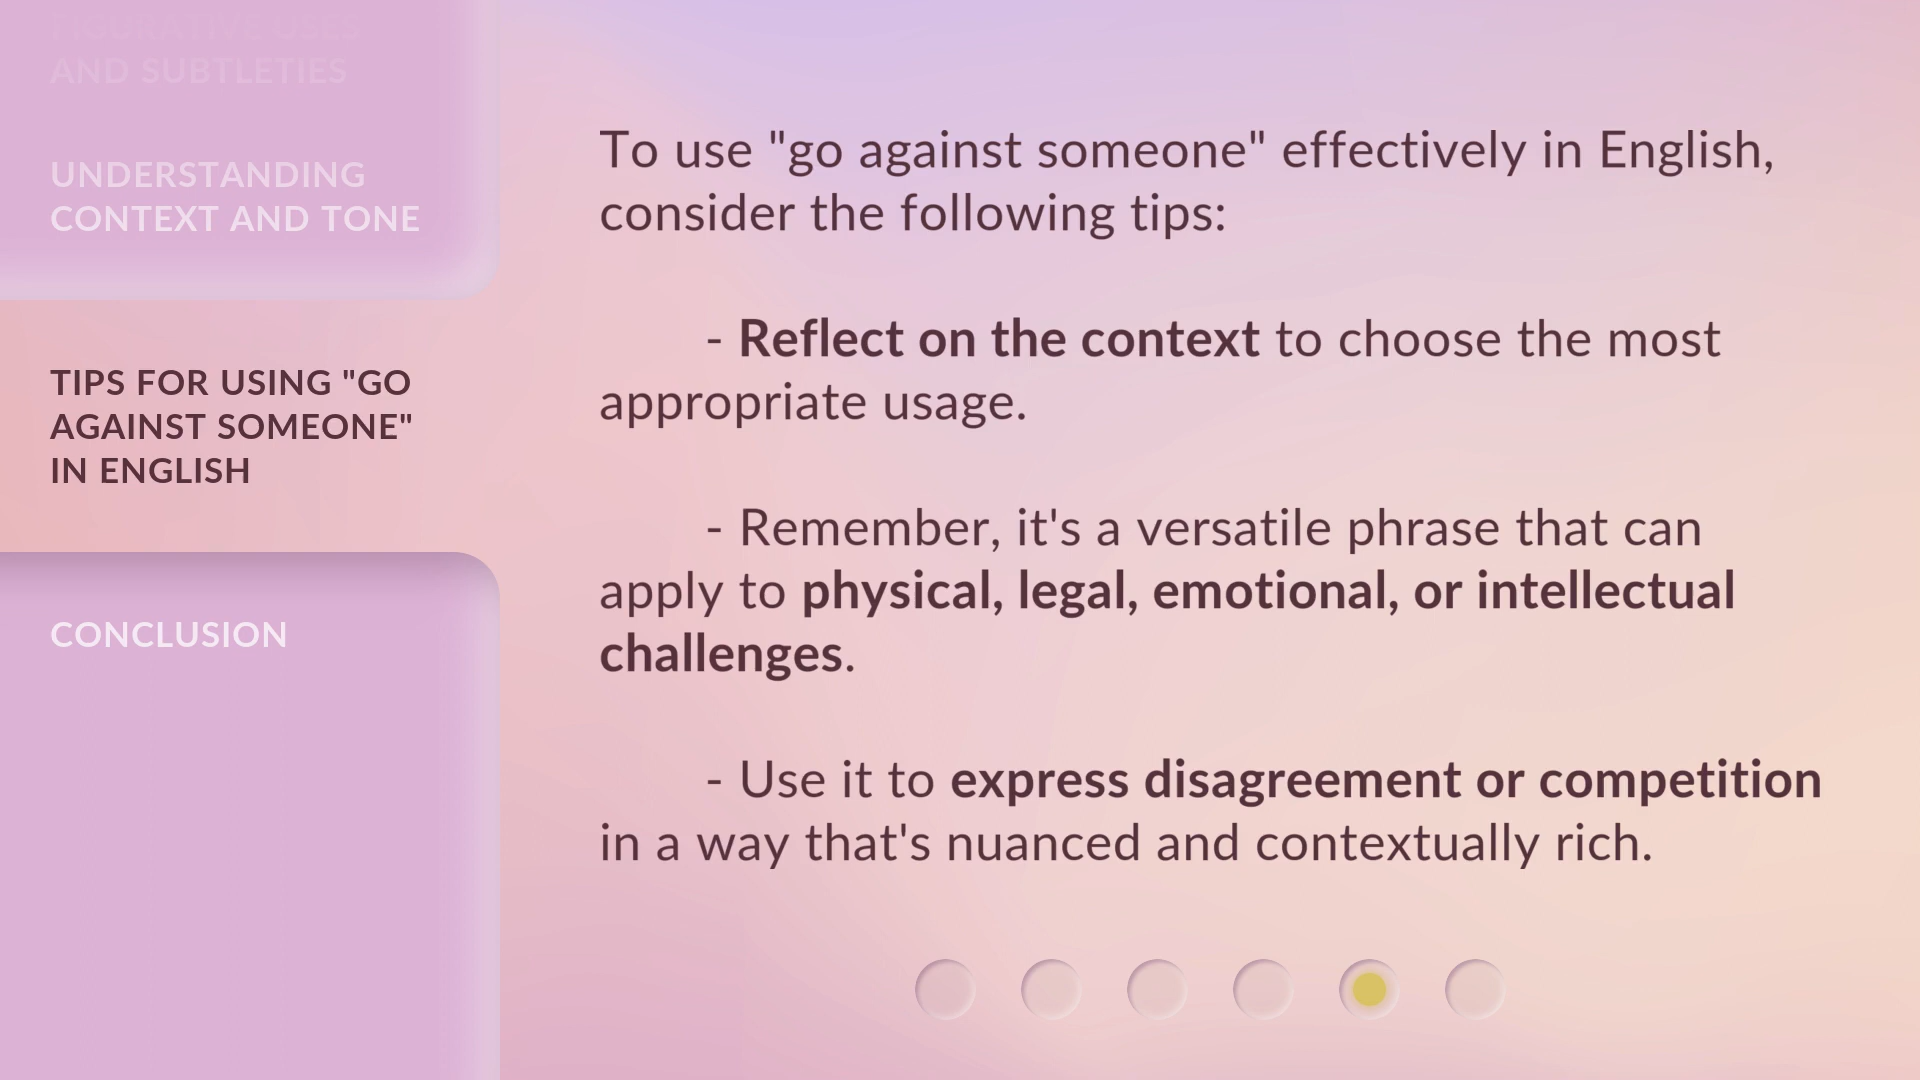 FIGURATIVE USES
AND SUBTLETIES
UNDERSTANDING
CONTEXT AND TONE
TIPS FOR USING "GO
AGAINST SOMEONE"
IN ENGLISH
CONCLUSION
To use "go against someone" effectively in English,
consider the following tips:
- Reflect on the context to choose the most
appropriate usage.
- Remember, it's a versatile phrase that can
apply to physical, legal, emotional, or intellectual
challenges.
- Use it to express disagreement or competition
in a way that's nuanced and contextually rich.